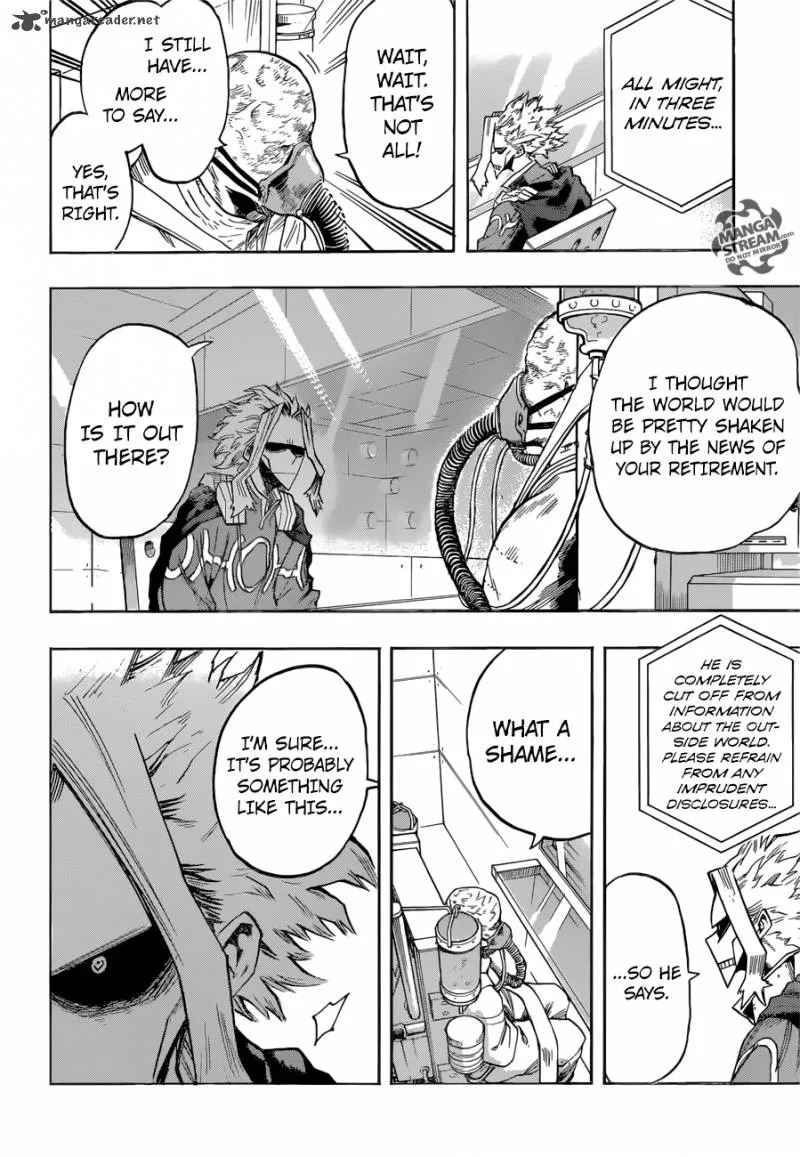 mangareader.net
ALL MIGHT,
IN THREE
MINUTES...
WAIT,
WAIT.
THAT'S
NOT
ALL!
I STILL
HAVE...
MORE
TO SAY...
YES,
THAT'S
RIGHT.
MANGA
STREAM.com
DO NOT MIRROR
I THOUGHT
THE WORLD WOULD
BE PRETTY SHAKEN
UP BY THE NEWS OF
YOUR RETIREMENT.
HOW
IS IT OUT
THERE?
HE IS
COMPLETELY
CUT OFF FROM
INFORMATION
ABOUT THE OUT-
SIDE WORLD.
PLEASE REFRAIN
FROM ANY
IMPRUDENT
DISCLOSURES...
...SO HE
SAYS.
WHAT A
SHAME...
I'M SURE...
IT'S PROBABLY
SOMETHING
LIKE THIS...